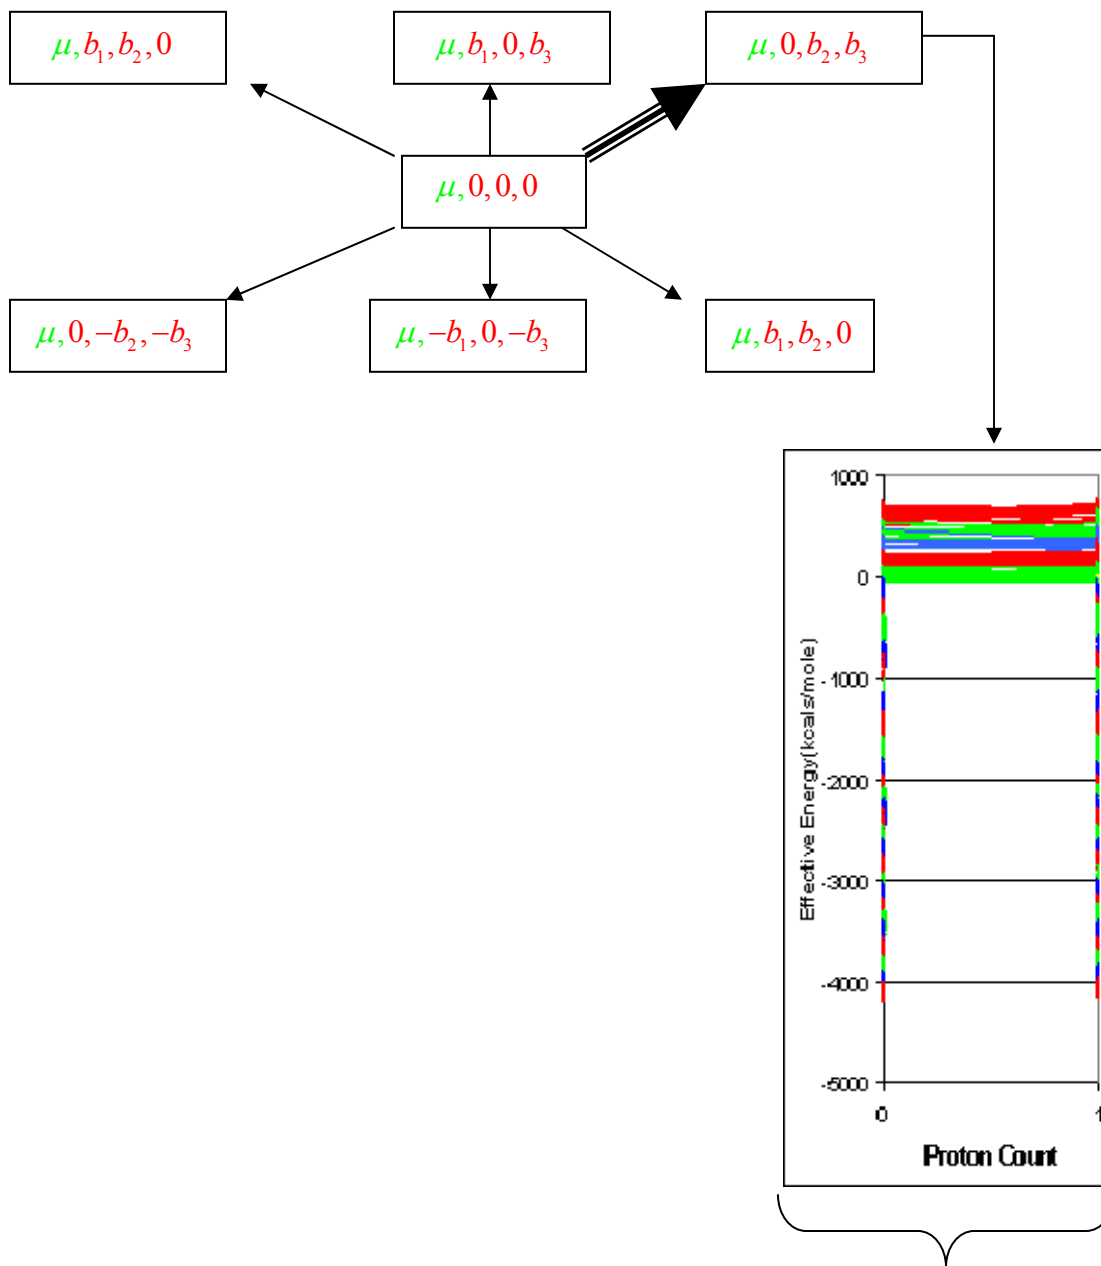 μ, b₁, b₂, 0
μ, b₁, 0, b₃
μ, 0, b₂, b₃
μ, 0, 0, 0
μ, 0, −b₂, −b₃
μ, −b₁, 0, −b₃
μ, b₁, b₂, 0
1000
0
-1000
-2000
-3000
-4000
-5000
Effective Energy(kcals/mole)
0 1
Proton Count